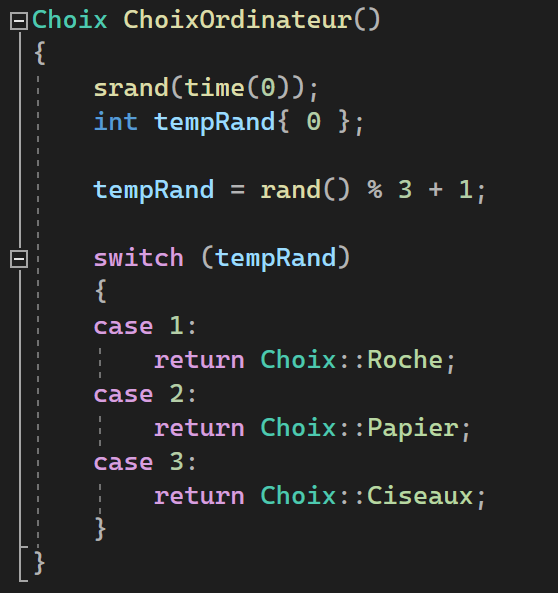 Choix ChoixOrdinateur()
{
srand(time(0));
int tempRand{ 0 };
tempRand = rand() % 3 + 1;
switch (tempRand)
{
case 1:
return Choix::Roche;
case 2:
return Choix::Papier;
case 3:
return Choix::Ciseaux;
}
}